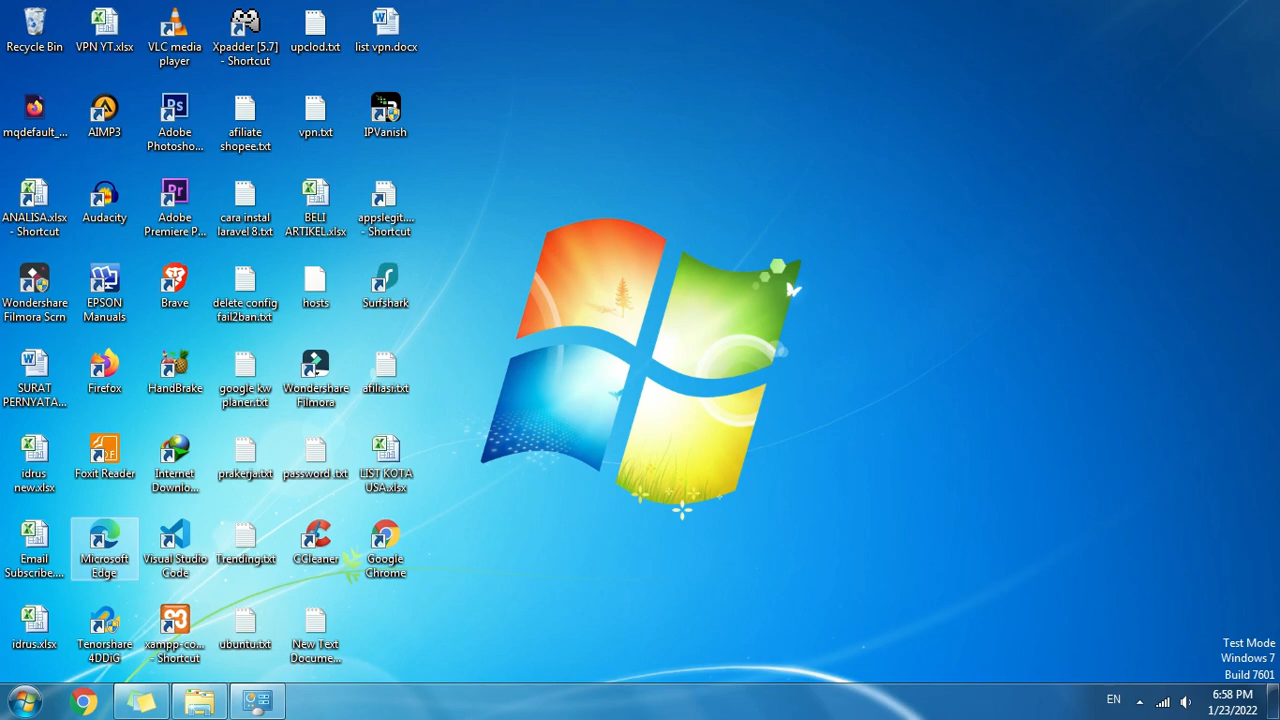 Recycle Bin
VPN YT.xlsx
VLC media
player
Xpadder [5.7]
- Shortcut
upclod.txt
list vpn.docx
mqdefault_...
AIMP3
Ps
Adobe
Photosho...
afiliate
shopee.txt
vpn.txt
IPVanish
ANALISA.xlsx
- Shortcut
Audacity
Pr
Adobe
Premiere P...
cara instal
laravel 8.txt
BELI
ARTIKEL.xlsx
appslegit....
- Shortcut
Wondershare
Filmora Scrn
EPSON
Manuals
Brave
delete config
fail2ban.txt
hosts
Surfshark
SURAT
PERNYATA...
Firefox
HandBrake
google kw
planer.txt
Wondershare
Filmora
afiliasi.txt
idrus
new.xlsx
Foxit Reader
Internet
Downlo...
prakerja.txt
password .txt
LIST KOTA
USA.xlsx
Email
Subscribe....
Microsoft
Edge
Visual Studio
Code
Trending.txt
CCleaner
Google
Chrome
idrus.xlsx
Tenorshare
4DDiG
xampp-co...
- Shortcut
ubuntu.txt
New Text
Docume...
Test Mode
Windows 7
Build 7601
EN
6:58 PM
1/23/2022